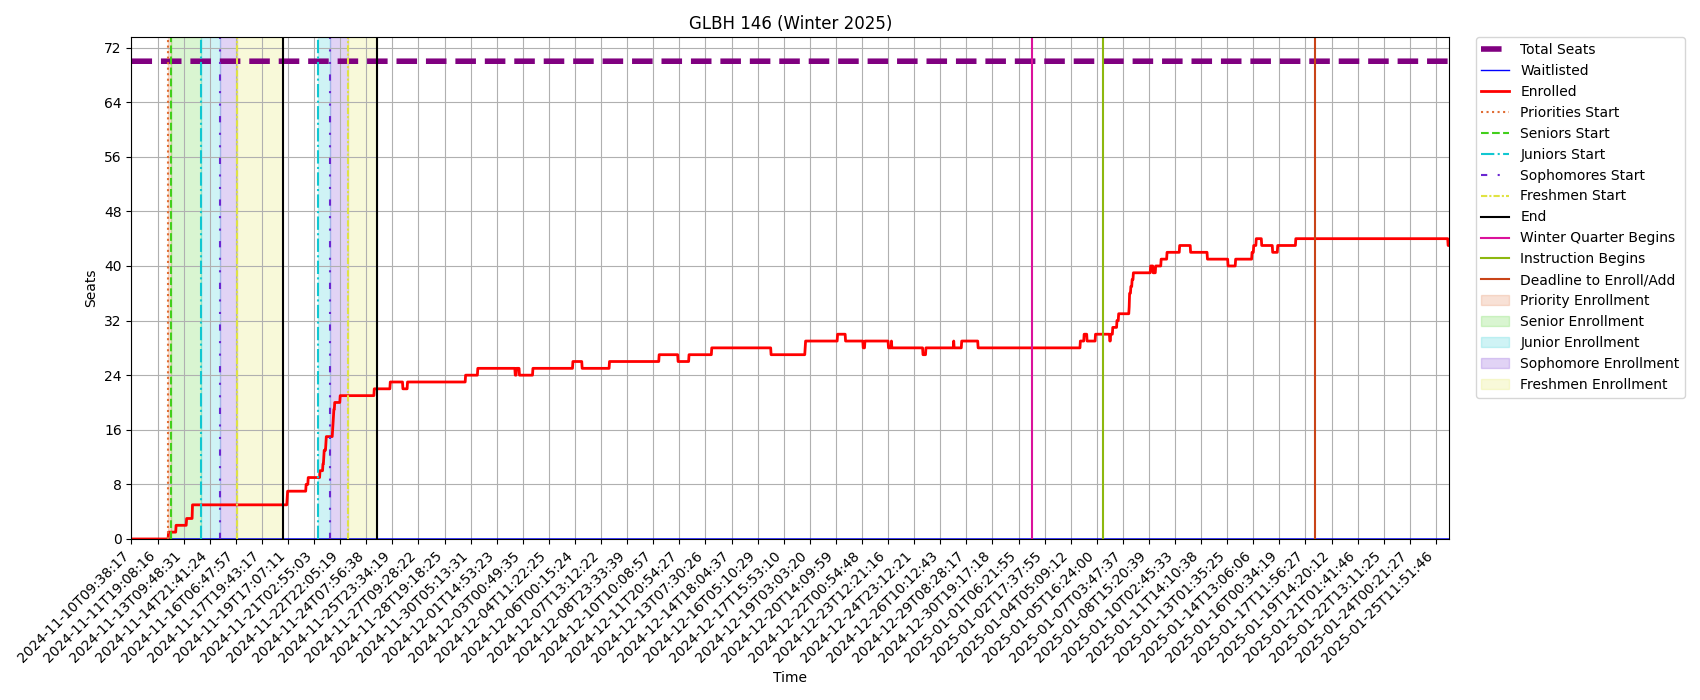 GLBH 146 (Winter 2025)
Seats
72
64
56
48
40
32
24
16
8
0
2024-11-10T09:38:17
2024-11-11T19:08:16
2024-11-13T09:48:31
2024-11-14T21:41:24
2024-11-16T06:47:57
2024-11-17T19:43:17
2024-11-19T17:07:11
2024-11-21T02:55:03
2024-11-22T22:05:19
2024-11-24T07:56:38
2024-11-25T23:34:19
2024-11-27T09:28:22
2024-11-28T19:18:25
2024-11-30T05:13:31
2024-12-01T14:53:23
2024-12-03T00:49:35
2024-12-04T11:22:25
2024-12-06T00:15:24
2024-12-07T13:12:22
2024-12-08T23:33:39
2024-12-10T10:08:57
2024-12-11T20:54:27
2024-12-13T07:30:26
2024-12-14T18:04:37
2024-12-16T05:10:29
2024-12-17T15:53:10
2024-12-19T03:03:20
2024-12-20T14:09:59
2024-12-22T00:54:48
2024-12-23T12:21:16
2024-12-24T23:12:21
2024-12-26T10:12:43
2024-12-29T08:28:17
2024-12-30T19:17:18
2025-01-01T06:21:55
2025-01-02T17:37:55
2025-01-04T05:09:12
2025-01-05T16:24:00
2025-01-07T03:47:37
2025-01-08T15:20:39
2025-01-10T02:45:33
2025-01-11T14:10:38
2025-01-13T01:35:25
2025-01-14T13:06:06
2025-01-16T00:34:19
2025-01-17T11:56:27
2025-01-19T14:20:12
2025-01-21T01:41:46
2025-01-22T13:11:25
2025-01-24T00:21:27
2025-01-25T11:51:46
Time
Total Seats
Waitlisted
Enrolled
Priorities Start
Seniors Start
Juniors Start
Sophomores Start
Freshmen Start
End
Winter Quarter Begins
Instruction Begins
Deadline to Enroll/Add
Priority Enrollment
Senior Enrollment
Junior Enrollment
Sophomore Enrollment
Freshmen Enrollment